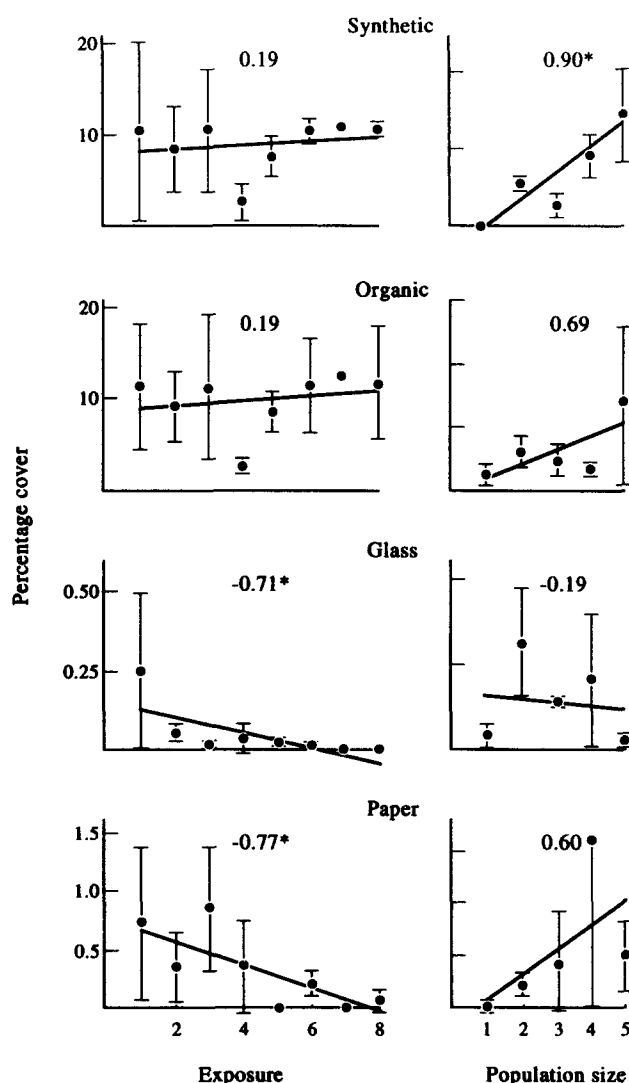 Synthetic
20
10
0.19
0.90*
Organic
20
10
0.19
0.69
Percentage cover
Glass
0.50
0.25
-0.71*
-0.19
Paper
1.5
1.0
0.5
-0.77*
0.60
2 4 6 8
1 2 3 4 5
Exposure
Population size